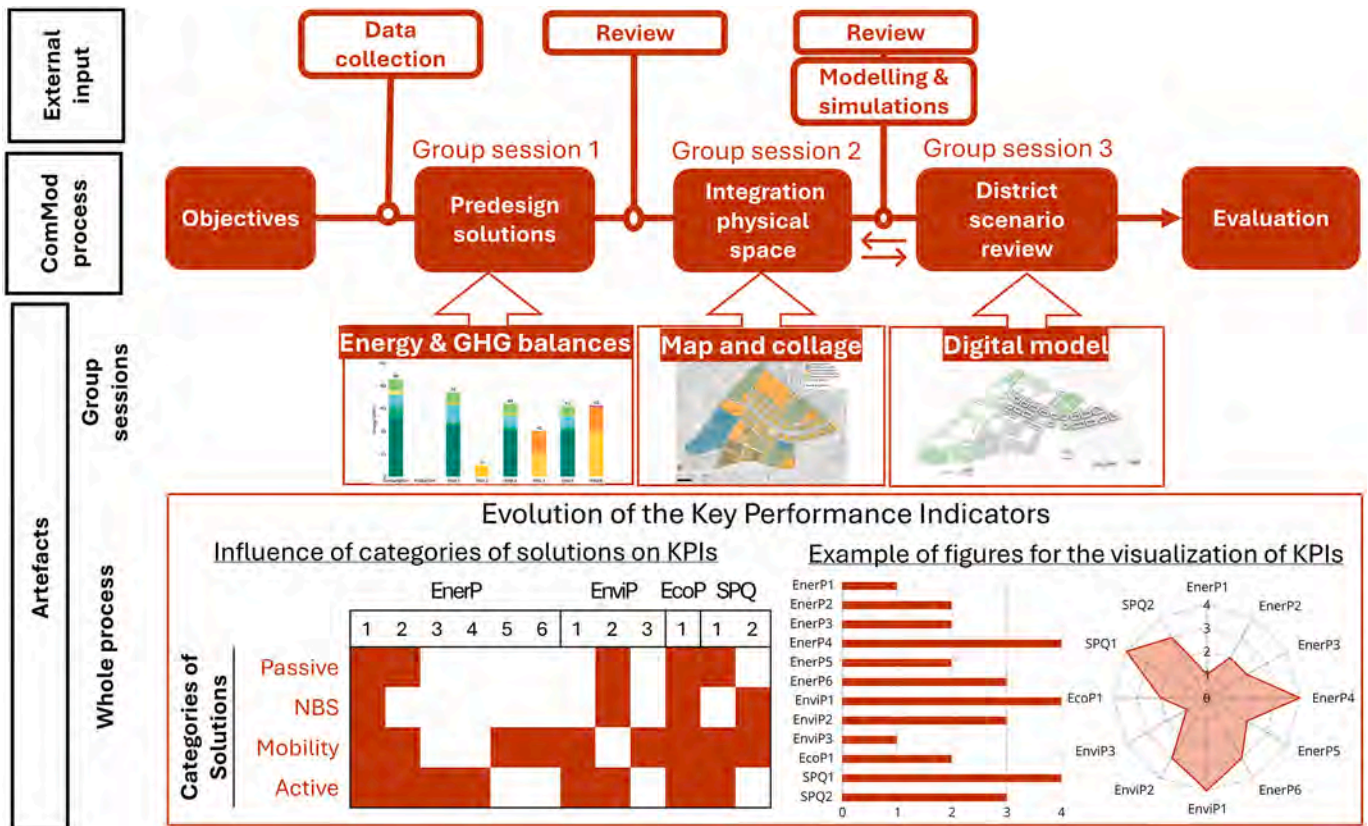 External
input
Data
collection
Review
Review
Modelling &
simulations
ComMod
process
Group session 1
Group session 2
Group session 3
Objectives
Predesign
solutions
Integration
physical
space
District
scenario
review
Evaluation
Artefacts
Group
sessions
Energy & GHG balances
Map and collage
Digital model
Whole process
Evolution of the Key Performance Indicators
Influence of categories of solutions on KPIs
EnerP EnviP EcoP SPQ
1 2 3 4 5 6 1 2 3 1 1 2
Categories of
Solutions
Passive
NBS
Mobility
Active
Example of figures for the visualization of KPIs
EnerP1
EnerP2
EnerP3
EnerP4
EnerP5
EnerP6
EnviP1
EnviP2
EnviP3
EcoP1
SPQ1
SPQ2
0 1 2 3 4
EnerP1
EnerP2
EnerP3
EnerP4
EnerP5
EnerP6
EnviP1
EnviP2
EnviP3
EcoP1
SPQ1
SPQ2
4
3
2
1
0